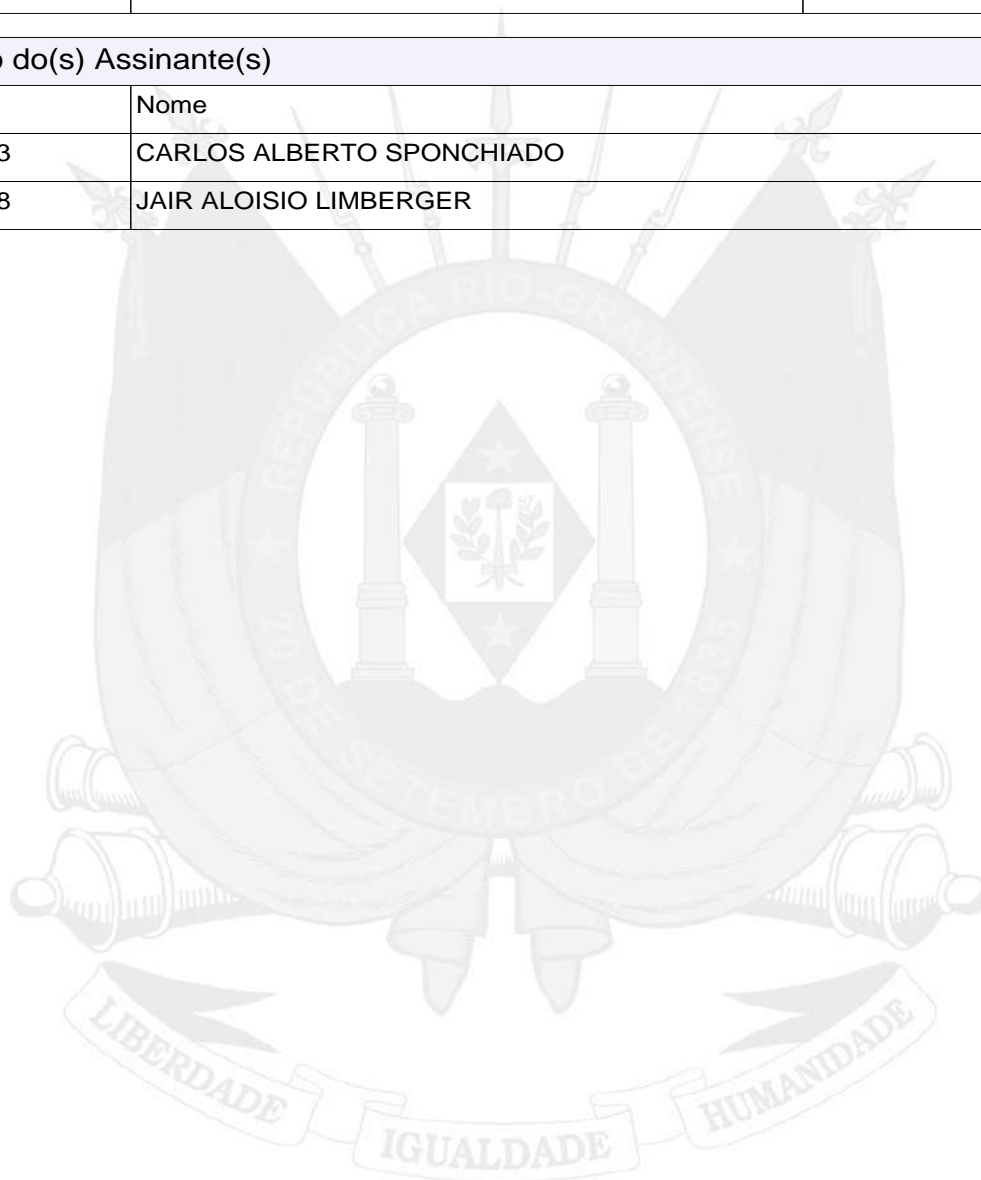 o do(s) Assinante(s)
Nome
3 CARLOS ALBERTO SPONCHIADO
8 JAIR ALOISIO LIMBERGER
REPÚBLICA RIO-GRANDENSE
20 DE SETEMBRO DE 1835
LIBERDADE IGUALDADE HUMANIDADE